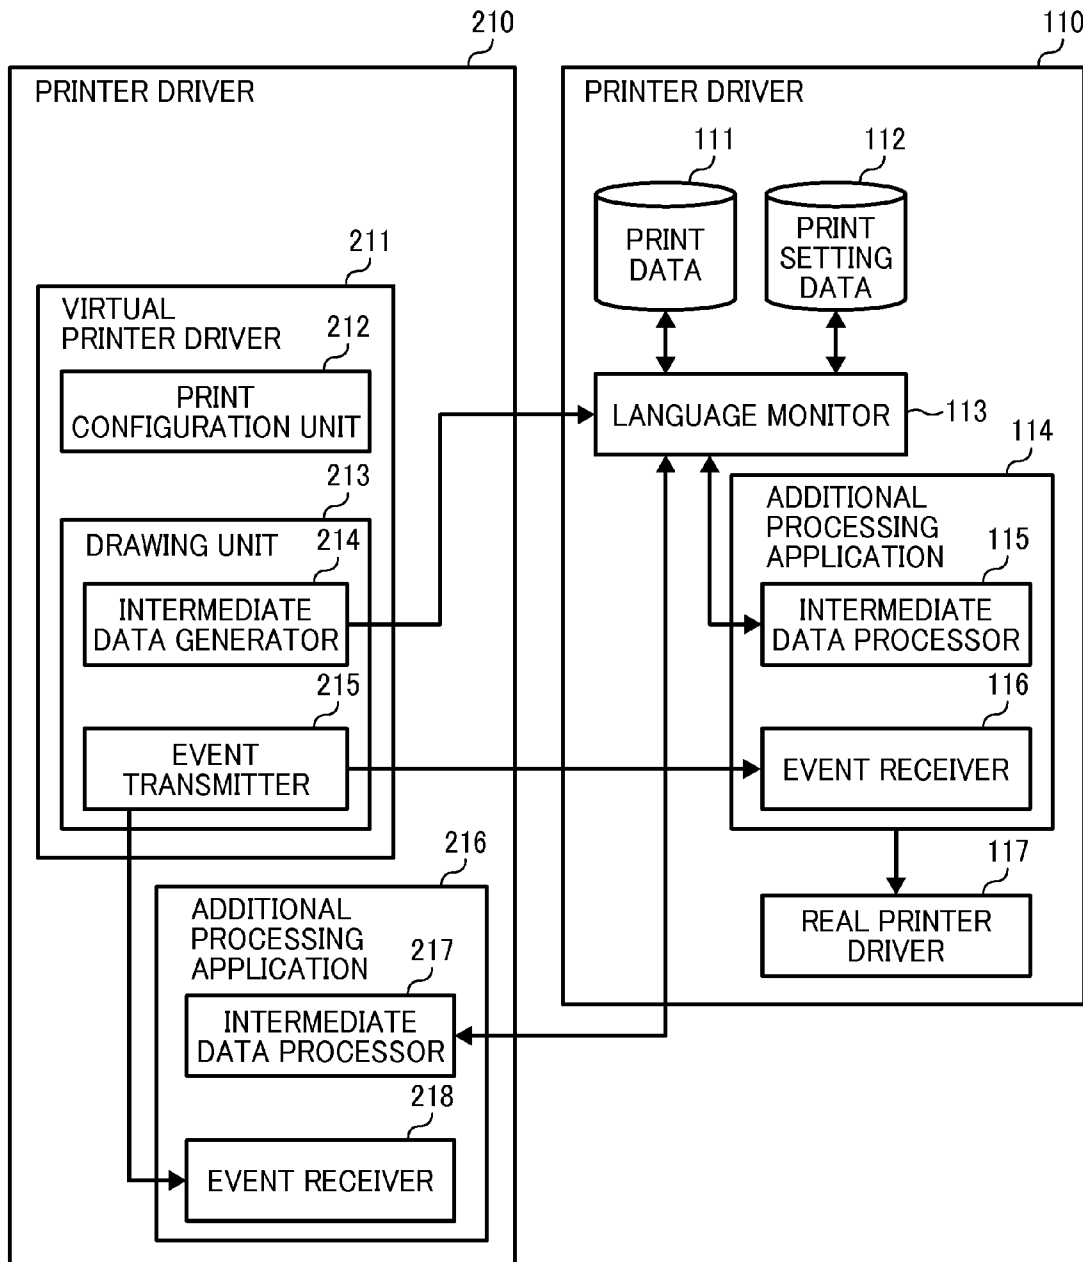 210
PRINTER DRIVER
211
VIRTUAL
PRINTER DRIVER
212
PRINT
CONFIGURATION UNIT
213
DRAWING UNIT
214
INTERMEDIATE
DATA GENERATOR
215
EVENT
TRANSMITTER
216
ADDITIONAL
PROCESSING
APPLICATION
217
INTERMEDIATE
DATA PROCESSOR
218
EVENT RECEIVER
110
PRINTER DRIVER
111
PRINT
DATA
112
PRINT
SETTING
DATA
LANGUAGE MONITOR
113
114
ADDITIONAL
PROCESSING
APPLICATION
115
INTERMEDIATE
DATA PROCESSOR
116
EVENT RECEIVER
117
REAL PRINTER
DRIVER